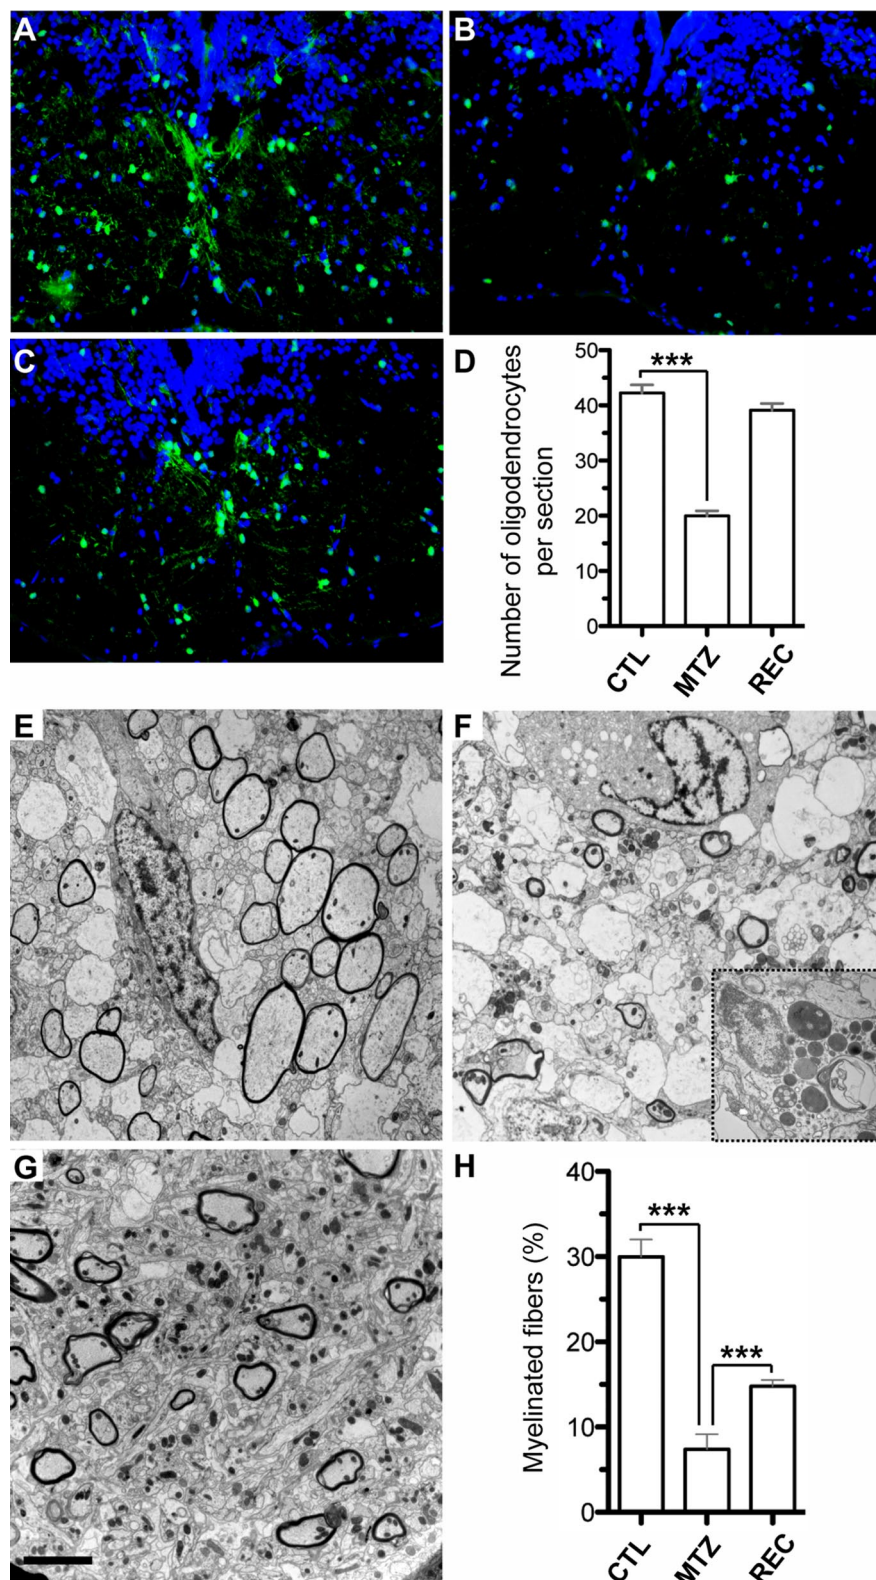 A
B
C
D
Number of oligodendrocytes
per section
50
40
30
20
10
0
***
CTL
MTZ
REC
E
F
G
H
Myelinated fibers (%)
40
30
20
10
0
***
***
CTL
MTZ
REC